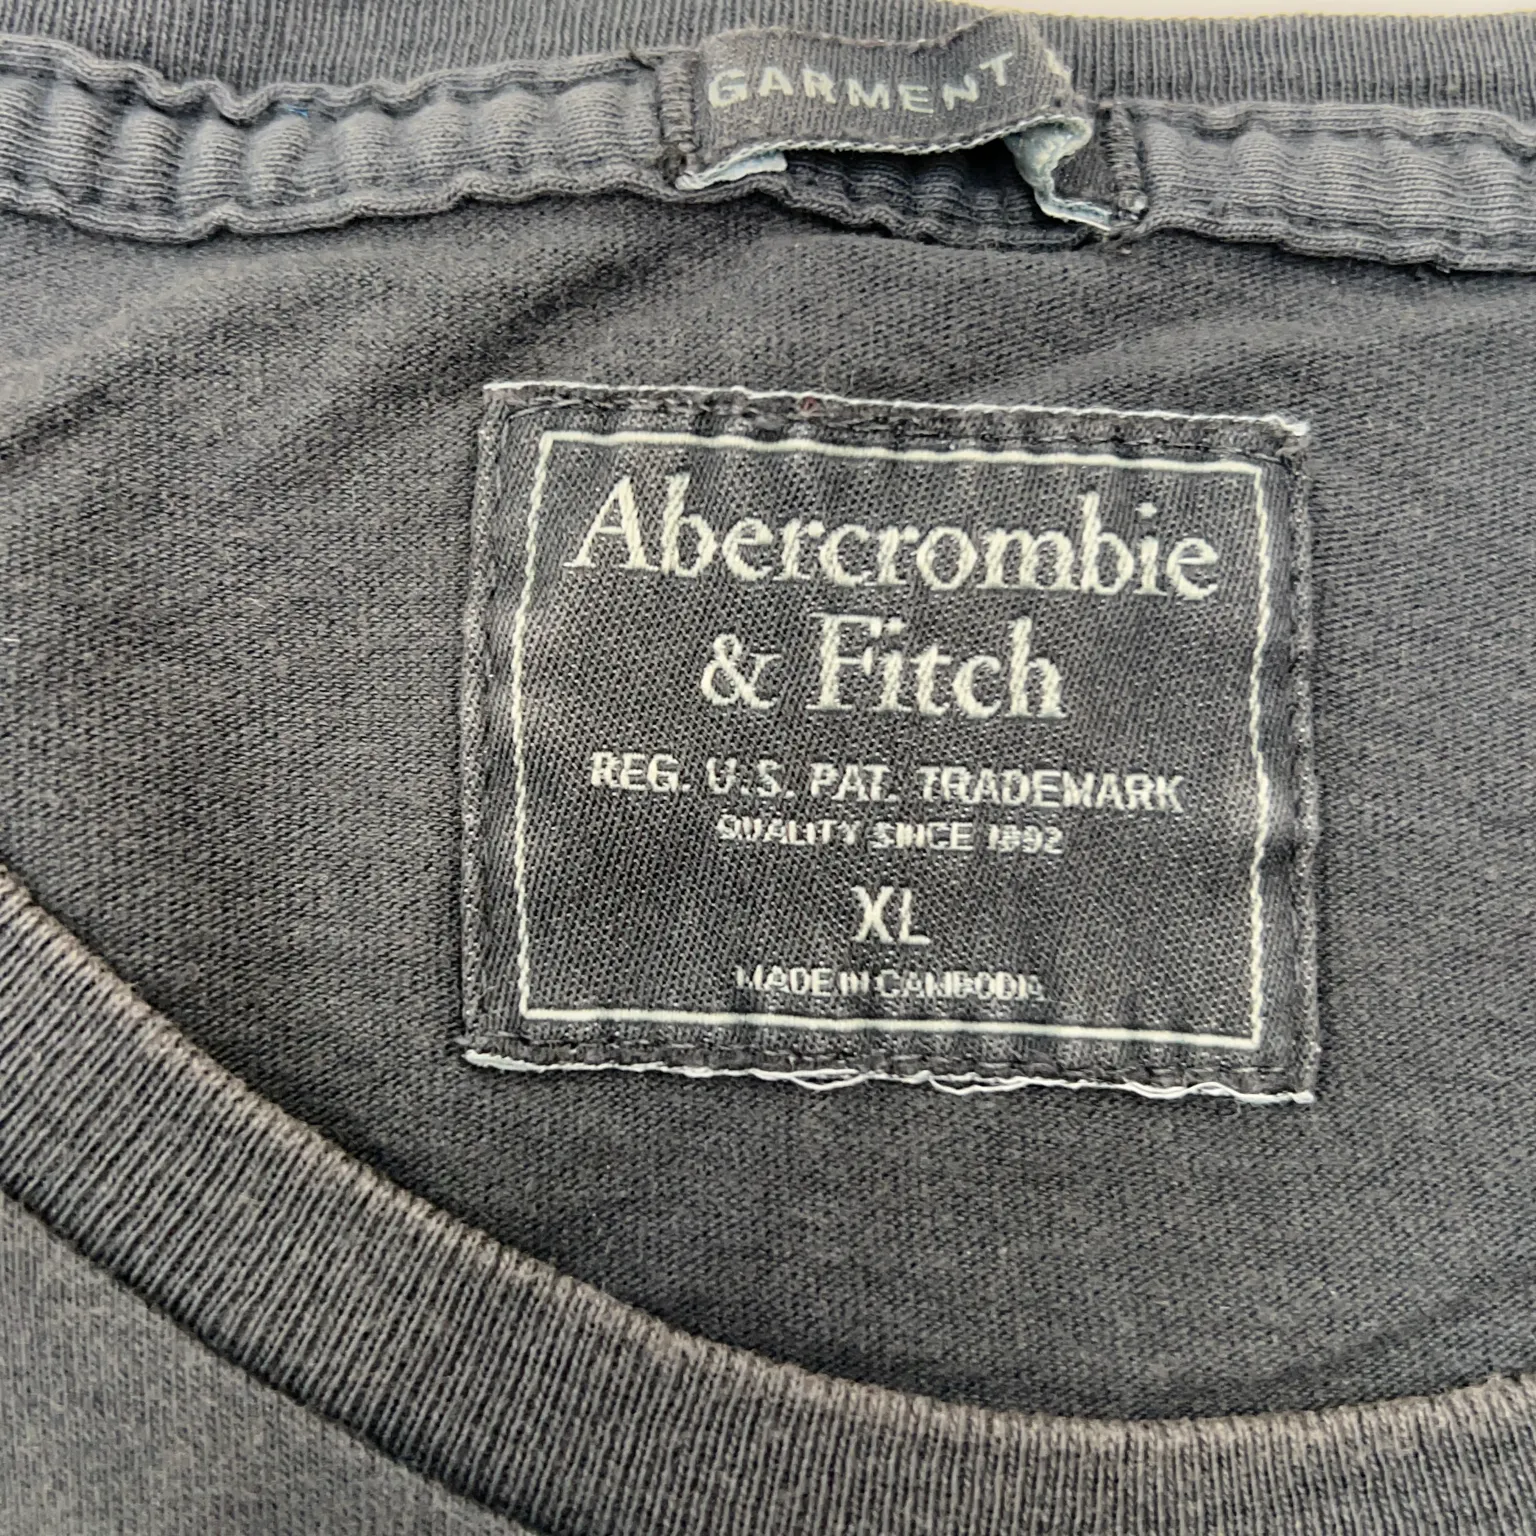 GARMENT
Abercrombie
& Fitch
REG. U.S. PAT. TRADEMARK
QUALITY SINCE 1892
XL
MADE IN CAMBODIA